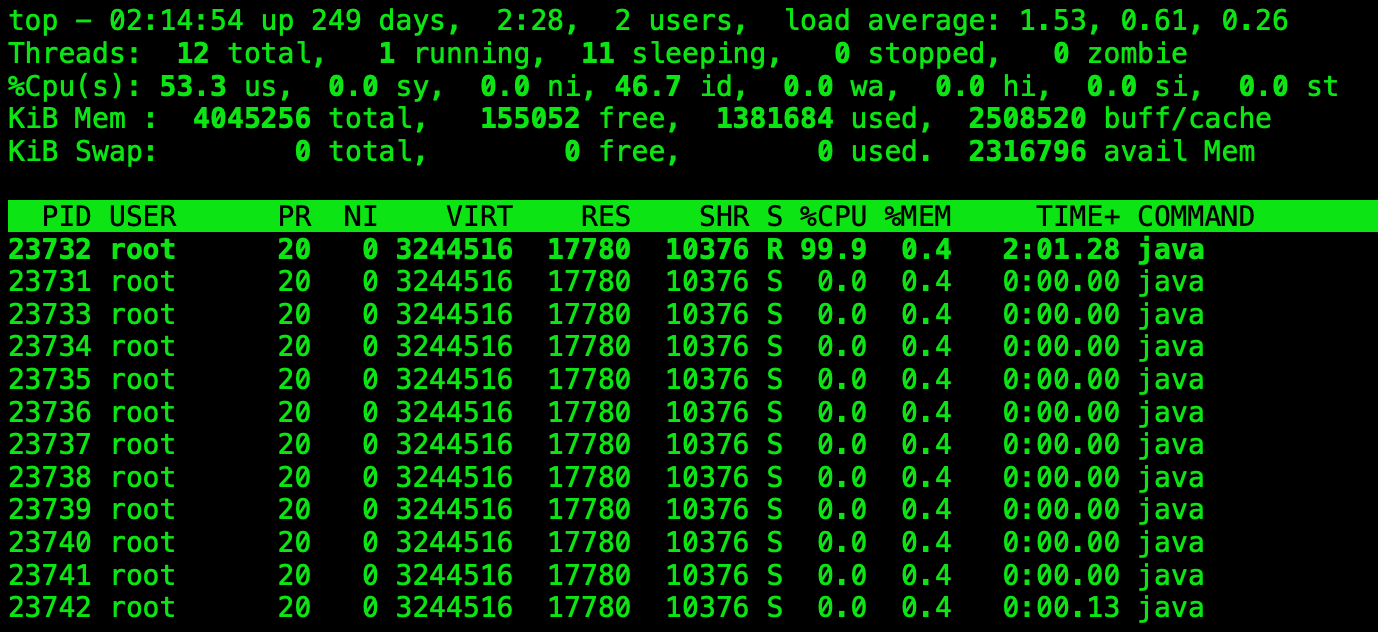 top – 02:14:54 up 249 days,  2:28,  2 users,  load average: 1.53, 0.61, 0.26
Threads:  12 total,   1 running,  11 sleeping,   0 stopped,   0 zombie
%Cpu(s): 53.3 us,  0.0 sy,  0.0 ni, 46.7 id,  0.0 wa,  0.0 hi,  0.0 si,  0.0 st
KiB Mem :  4045256 total,   155052 free,  1381684 used,  2508520 buff/cache
KiB Swap:        0 total,        0 free,        0 used.  2316796 avail Mem
  PID USER      PR  NI    VIRT    RES    SHR S %CPU %MEM     TIME+ COMMAND
23732 root      20   0 3244516  17780  10376 R 99.9  0.4   2:01.28 java
23731 root      20   0 3244516  17780  10376 S  0.0  0.4   0:00.00 java
23733 root      20   0 3244516  17780  10376 S  0.0  0.4   0:00.00 java
23734 root      20   0 3244516  17780  10376 S  0.0  0.4   0:00.00 java
23735 root      20   0 3244516  17780  10376 S  0.0  0.4   0:00.00 java
23736 root      20   0 3244516  17780  10376 S  0.0  0.4   0:00.00 java
23737 root      20   0 3244516  17780  10376 S  0.0  0.4   0:00.00 java
23738 root      20   0 3244516  17780  10376 S  0.0  0.4   0:00.00 java
23739 root      20   0 3244516  17780  10376 S  0.0  0.4   0:00.00 java
23740 root      20   0 3244516  17780  10376 S  0.0  0.4   0:00.00 java
23741 root      20   0 3244516  17780  10376 S  0.0  0.4   0:00.00 java
23742 root      20   0 3244516  17780  10376 S  0.0  0.4   0:00.13 java